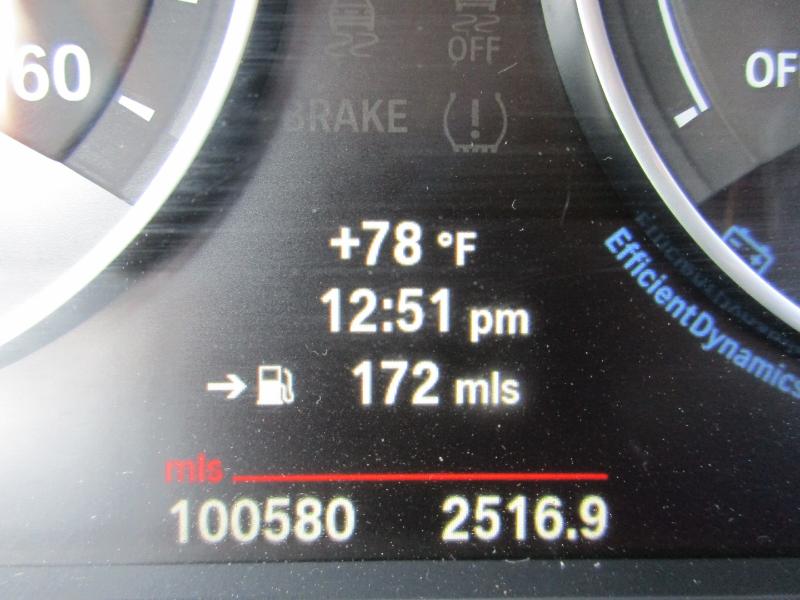 60
OFF
OF
BRAKE
+78 °F
12:51 pm
172 mls
EfficientDynamics
mls
100580 2516.9